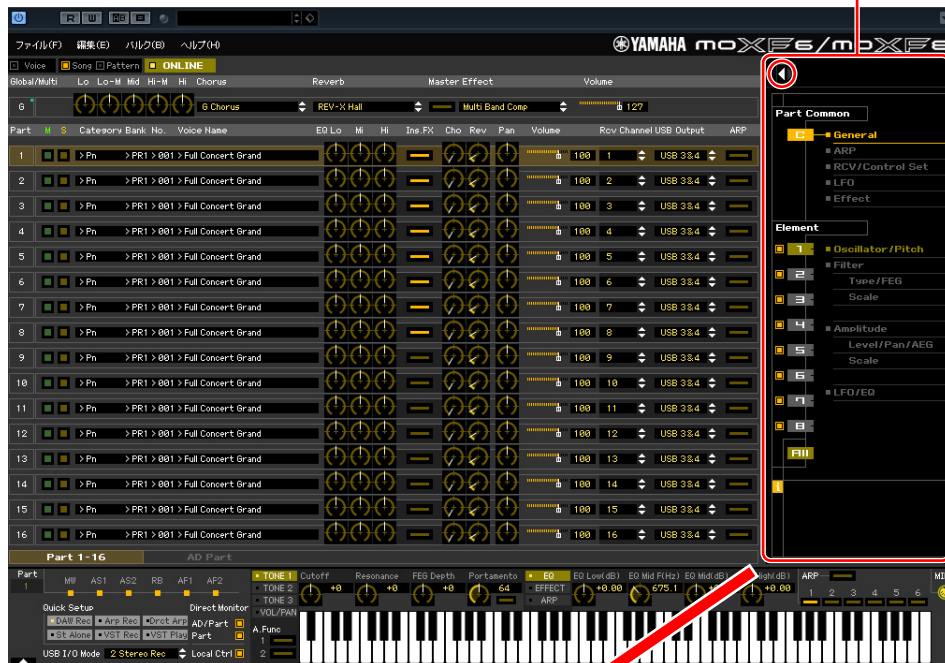 R W AB
ファイル(F) 編集(E) バルク(B) ヘルプ(H) YAMAHA MOXF6/MOXF8
Voice Song Pattern ONLINE
Global/Multi Lo Lo-M Mid Hi-M Hi Chorus Reverb Master Effect Volume
G G Chorus REV-X Hall Multi Band Comp 127
Part M S Category Bank No. Voice Name EQ Lo Mi Hi Ins.FX Cho Rev Pan Volume Rcv Channel USB Output ARP
1 >Pn >PR1 >001 >Full Concert Grand 100 1 USB 3&4
2 >Pn >PR1 >001 >Full Concert Grand 100 2 USB 3&4
3 >Pn >PR1 >001 >Full Concert Grand 100 3 USB 3&4
4 >Pn >PR1 >001 >Full Concert Grand 100 4 USB 3&4
5 >Pn >PR1 >001 >Full Concert Grand 100 5 USB 3&4
6 >Pn >PR1 >001 >Full Concert Grand 100 6 USB 3&4
7 >Pn >PR1 >001 >Full Concert Grand 100 7 USB 3&4
8 >Pn >PR1 >001 >Full Concert Grand 100 8 USB 3&4
9 >Pn >PR1 >001 >Full Concert Grand 100 9 USB 3&4
10 >Pn >PR1 >001 >Full Concert Grand 100 10 USB 3&4
11 >Pn >PR1 >001 >Full Concert Grand 100 11 USB 3&4
12 >Pn >PR1 >001 >Full Concert Grand 100 12 USB 3&4
13 >Pn >PR1 >001 >Full Concert Grand 100 13 USB 3&4
14 >Pn >PR1 >001 >Full Concert Grand 100 14 USB 3&4
15 >Pn >PR1 >001 >Full Concert Grand 100 15 USB 3&4
16 >Pn >PR1 >001 >Full Concert Grand 100 16 USB 3&4
Part 1-16 AD Part
Part Common
C General
ARP
RCV/Control Set
LFO
Effect
Element
1 Oscillator/Pitch
Filter
2 Type/FEG
3 Scale
4 Amplitude
Level/Pan/AEG
5 Scale
6
7 LFO/EQ
8
All
i
Part MW AS1 AS2 RB AF1 AF2
1
Quick Setup Direct Monitor
DAW Rec Arp Rec Drct Arp AD/Part
St Alone VST Rec VST Play Part
USB I/O Mode 2 Stereo Rec Local Ctrl
TONE 1 Cutoff Resonance FEG Depth Portamento EQ EQ Low(dB) EQ Mid F(Hz) EQ Mid(dB) High(dB) ARP
TONE 2 +0 +0 +0 64 EFFECT +0.00 675.1 +0.00 1 2 3 4 5 6
TONE 3 ARP
VOL/PAN
A.Func
1
2